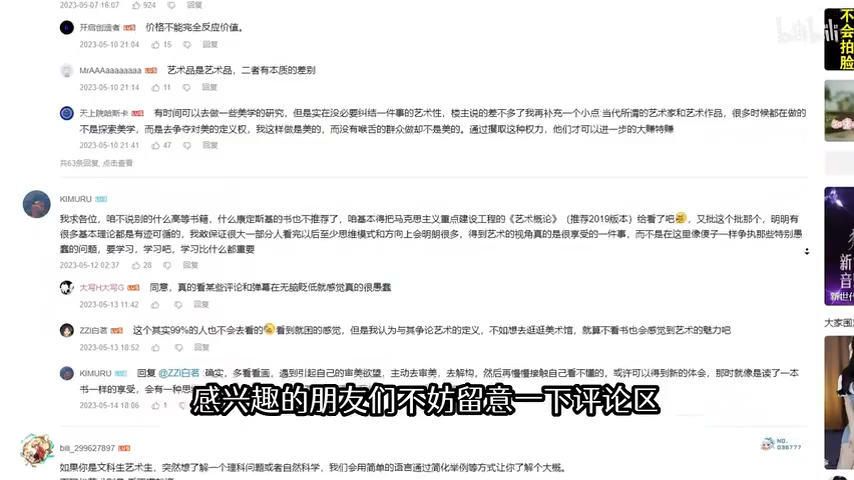 2023-05-07 16:07 924 回复
开启创造者 价格不能完全反应价值。
2023-05-10 21:04 15 回复
MrAAAaaaaaaaa 艺术品是艺术品，二者有本质的差别
2023-05-10 21:14 11 回复
天上院哈斯卡 有时间可以去做一些美学的研究，但是实在没必要纠结一件事的艺术性，楼主说的差不多了我再补充一个小点 当代所谓的艺术家和艺术作品，很多时候都在做的
不是探索美学，而是去争夺对美的定义权，我这样做是美的，而没有喉舌的群众做却不是美的。通过攥取这种权力，他们才可以进一步的大赚特赚
2023-05-10 21:41 47 回复
共63条回复, 点击查看
KIMURU
我求各位，咱不说别的什么高等书籍，什么康定斯基的书也不推荐了，咱基本得把马克思主义重点建设工程的《艺术概论》（推荐2019版本）给看了吧，又批这个批那个，明明有
很多基本理论都是有迹可循的，我敢保证很大一部分人看完以后至少思维模式和方向上会明朗很多，得到艺术的视角真的是很享受的一件事，而不是在这里像傻子一样争执那些特别愚
蠢的问题，要学习，学习吧，学习比什么都重要
2023-05-12 02:37 28 回复
大写H大写G 同意，真的看某些评论和弹幕在无脑贬低就感觉真的很愚蠢
2023-05-13 11:42 回复
ZZI白茗 这个其实99%的人也不会去看的看到就困的感觉，但是我认为与其争论艺术的定义，不如想去逛逛美术馆，就算不看书也会感觉到艺术的魅力吧
2023-05-13 18:52 回复
KIMURU 回复 @ZZI白茗 :确实，多看看画，遇到引起自己的审美欲望，主动去审美，去解构，然后再慢慢接触自己看不懂的，或许可以得到新的体会，那时就像是读了一本
书一样的享受，会有一种思
2023-05-14 18:06 1
感兴趣的朋友们不妨留意一下评论区
bili_299627897
NO.
036777
如果你是文科生艺术生，突然想了解一个理科问题或者自然科学，我们会用简单的语言通过简化举例等方式让你了解个大概。
bilibili
不
会
拍
脸
新
音
新世代
大家围